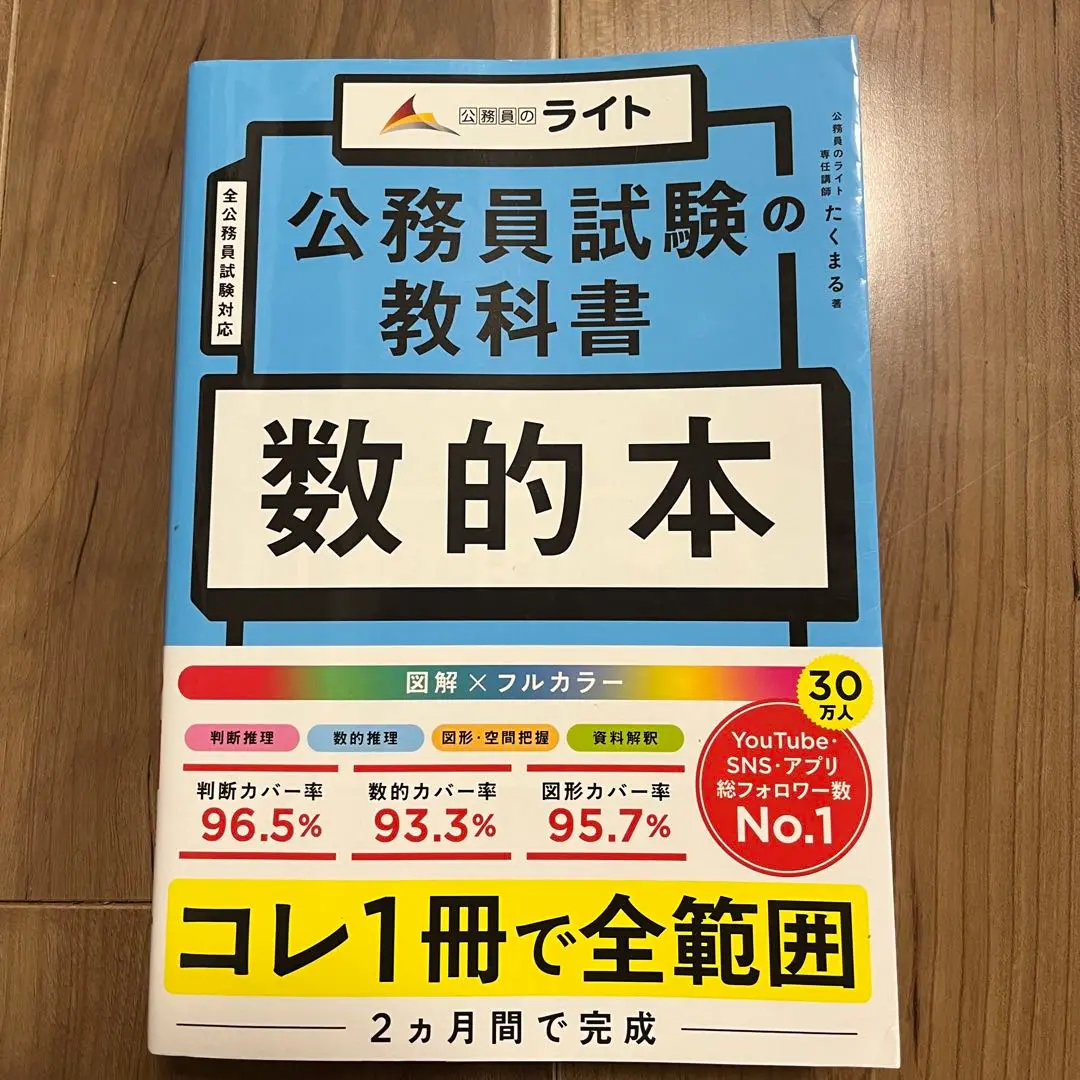 公務員の ライト
公務員のライト
専任講師 たくまる 著
全公務員試験対応
公務員試験の
教科書
数的本
図解×フルカラー
30
万人
判断推理 数的推理 図形・空間把握 資料解釈
YouTube・
SNS・アプリ
総フォロワー数
No.1
判断カバー率 数的カバー率 図形カバー率
96.5% 93.3% 95.7%
コレ1冊で全範囲
2ヵ月間で完成